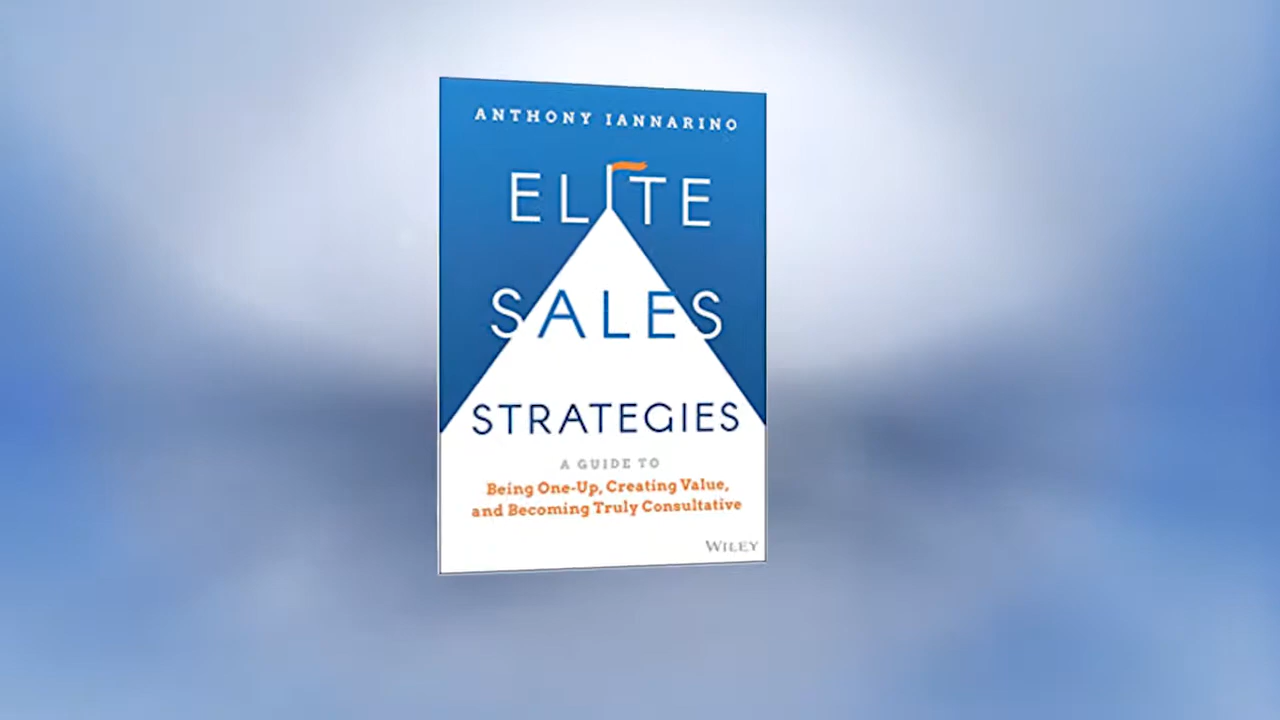 ANTHONY IANNARINO
ELITE
SALES
STRATEGIES
A GUIDE TO
Being One-Up, Creating Value,
and Becoming Truly Consultative
WILEY